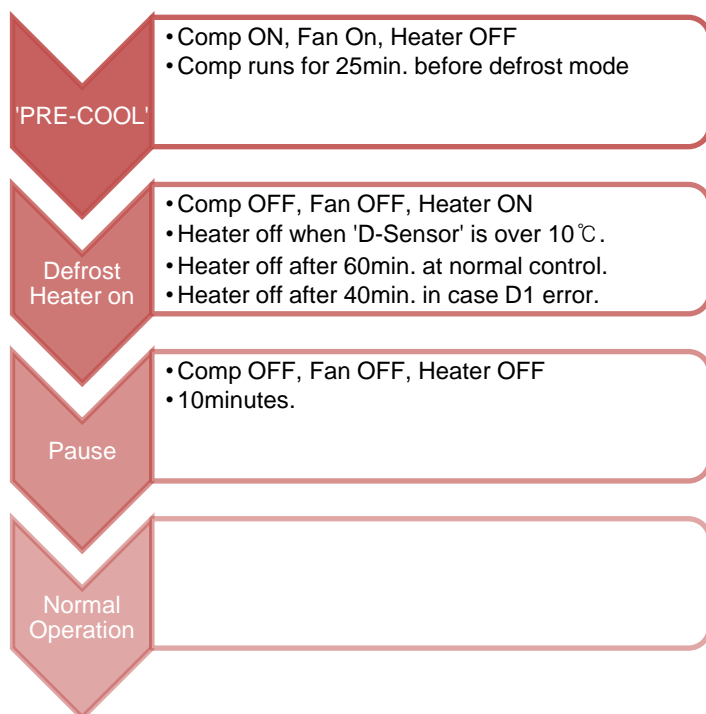 'PRE-COOL'
•Comp ON, Fan On, Heater OFF
•Comp runs for 25min. before defrost mode
Defrost
Heater on
•Comp OFF, Fan OFF, Heater ON
•Heater off when 'D-Sensor' is over 10℃.
•Heater off after 60min. at normal control.
•Heater off after 40min. in case D1 error.
Pause
•Comp OFF, Fan OFF, Heater OFF
•10minutes.
Normal
Operation